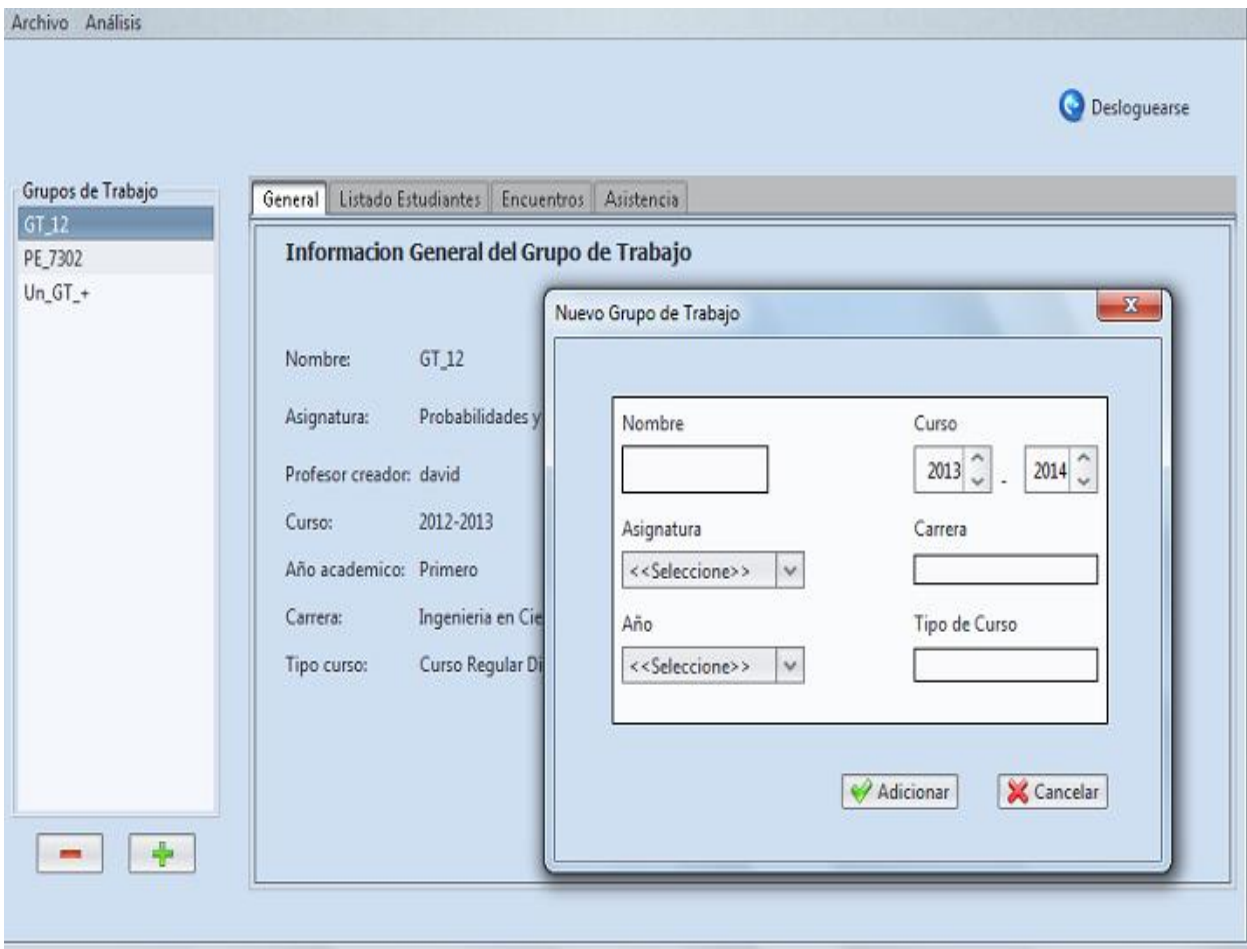 Archivo Análisis
Desloguearse
Grupos de Trabajo
GT_12
PE_7302
Un_GT_+
General Listado Estudiantes Encuentros Asistencia
Informacion General del Grupo de Trabajo
Nombre: GT_12
Asignatura: Probabilidades y
Profesor creador: david
Curso: 2012-2013
Año academico: Primero
Carrera: Ingenieria en Cie
Tipo curso: Curso Regular Di
Nuevo Grupo de Trabajo
Nombre Curso
2013 - 2014
Asignatura Carrera
<<Seleccione>>
Año Tipo de Curso
<<Seleccione>>
Adicionar Cancelar